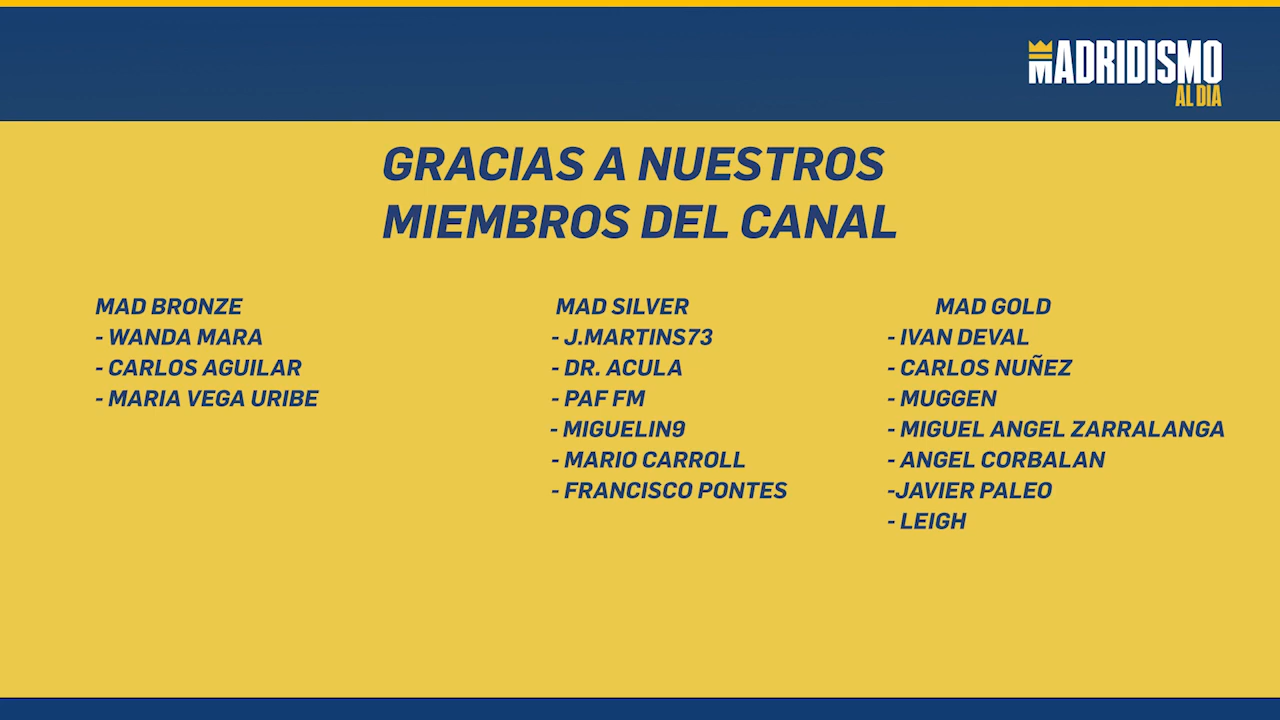 MADRIDISMO
AL DIA
GRACIAS A NUESTROS
MIEMBROS DEL CANAL
MAD BRONZE
- WANDA MARA
- CARLOS AGUILAR
- MARIA VEGA URIBE
MAD SILVER
- J.MARTINS73
- DR. ACULA
- PAF FM
- MIGUELIN9
- MARIO CARROLL
- FRANCISCO PONTES
MAD GOLD
- IVAN DEVAL
- CARLOS NUÑEZ
- MUGGEN
- MIGUEL ANGEL ZARRALANGA
- ANGEL CORBALAN
-JAVIER PALEO
- LEIGH